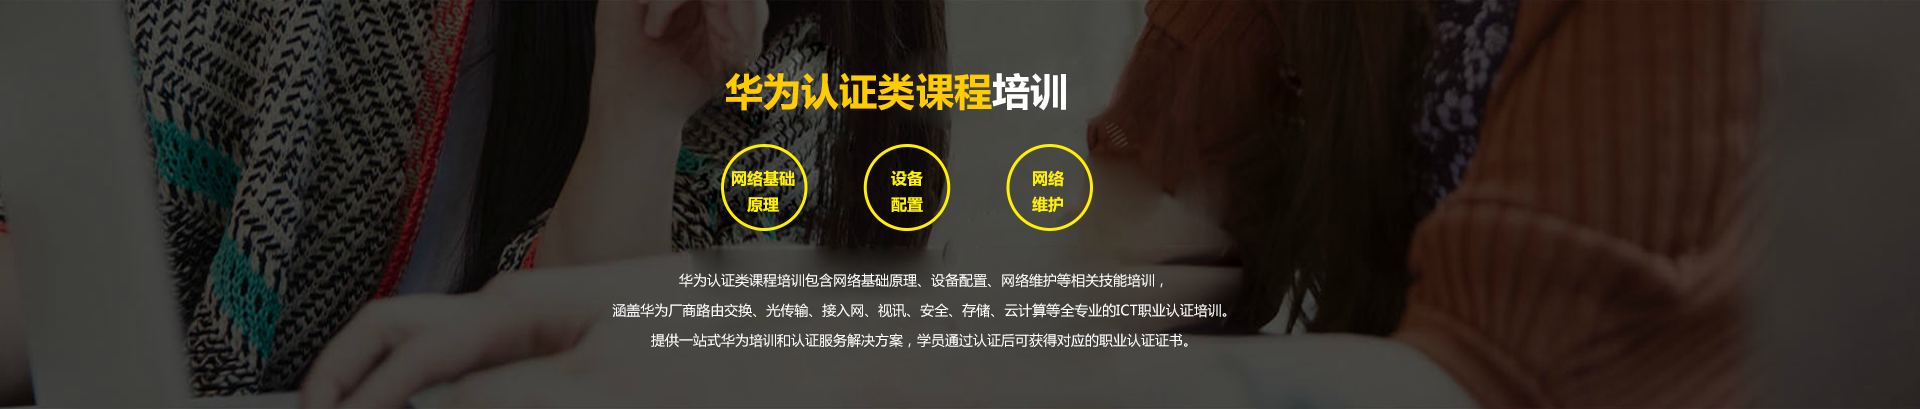 华为认证类课程培训
网络基础
原理
设备
配置
网络
维护
华为认证类课程培训包含网络基础原理、设备配置、网络维护等相关技能培训，
涵盖华为厂商路由交换、光传输、接入网、视讯、安全、存储、云计算等全专业的ICT职业认证培训。
提供一站式华为培训和认证服务解决方案，学员通过认证后可获得对应的职业认证证书。